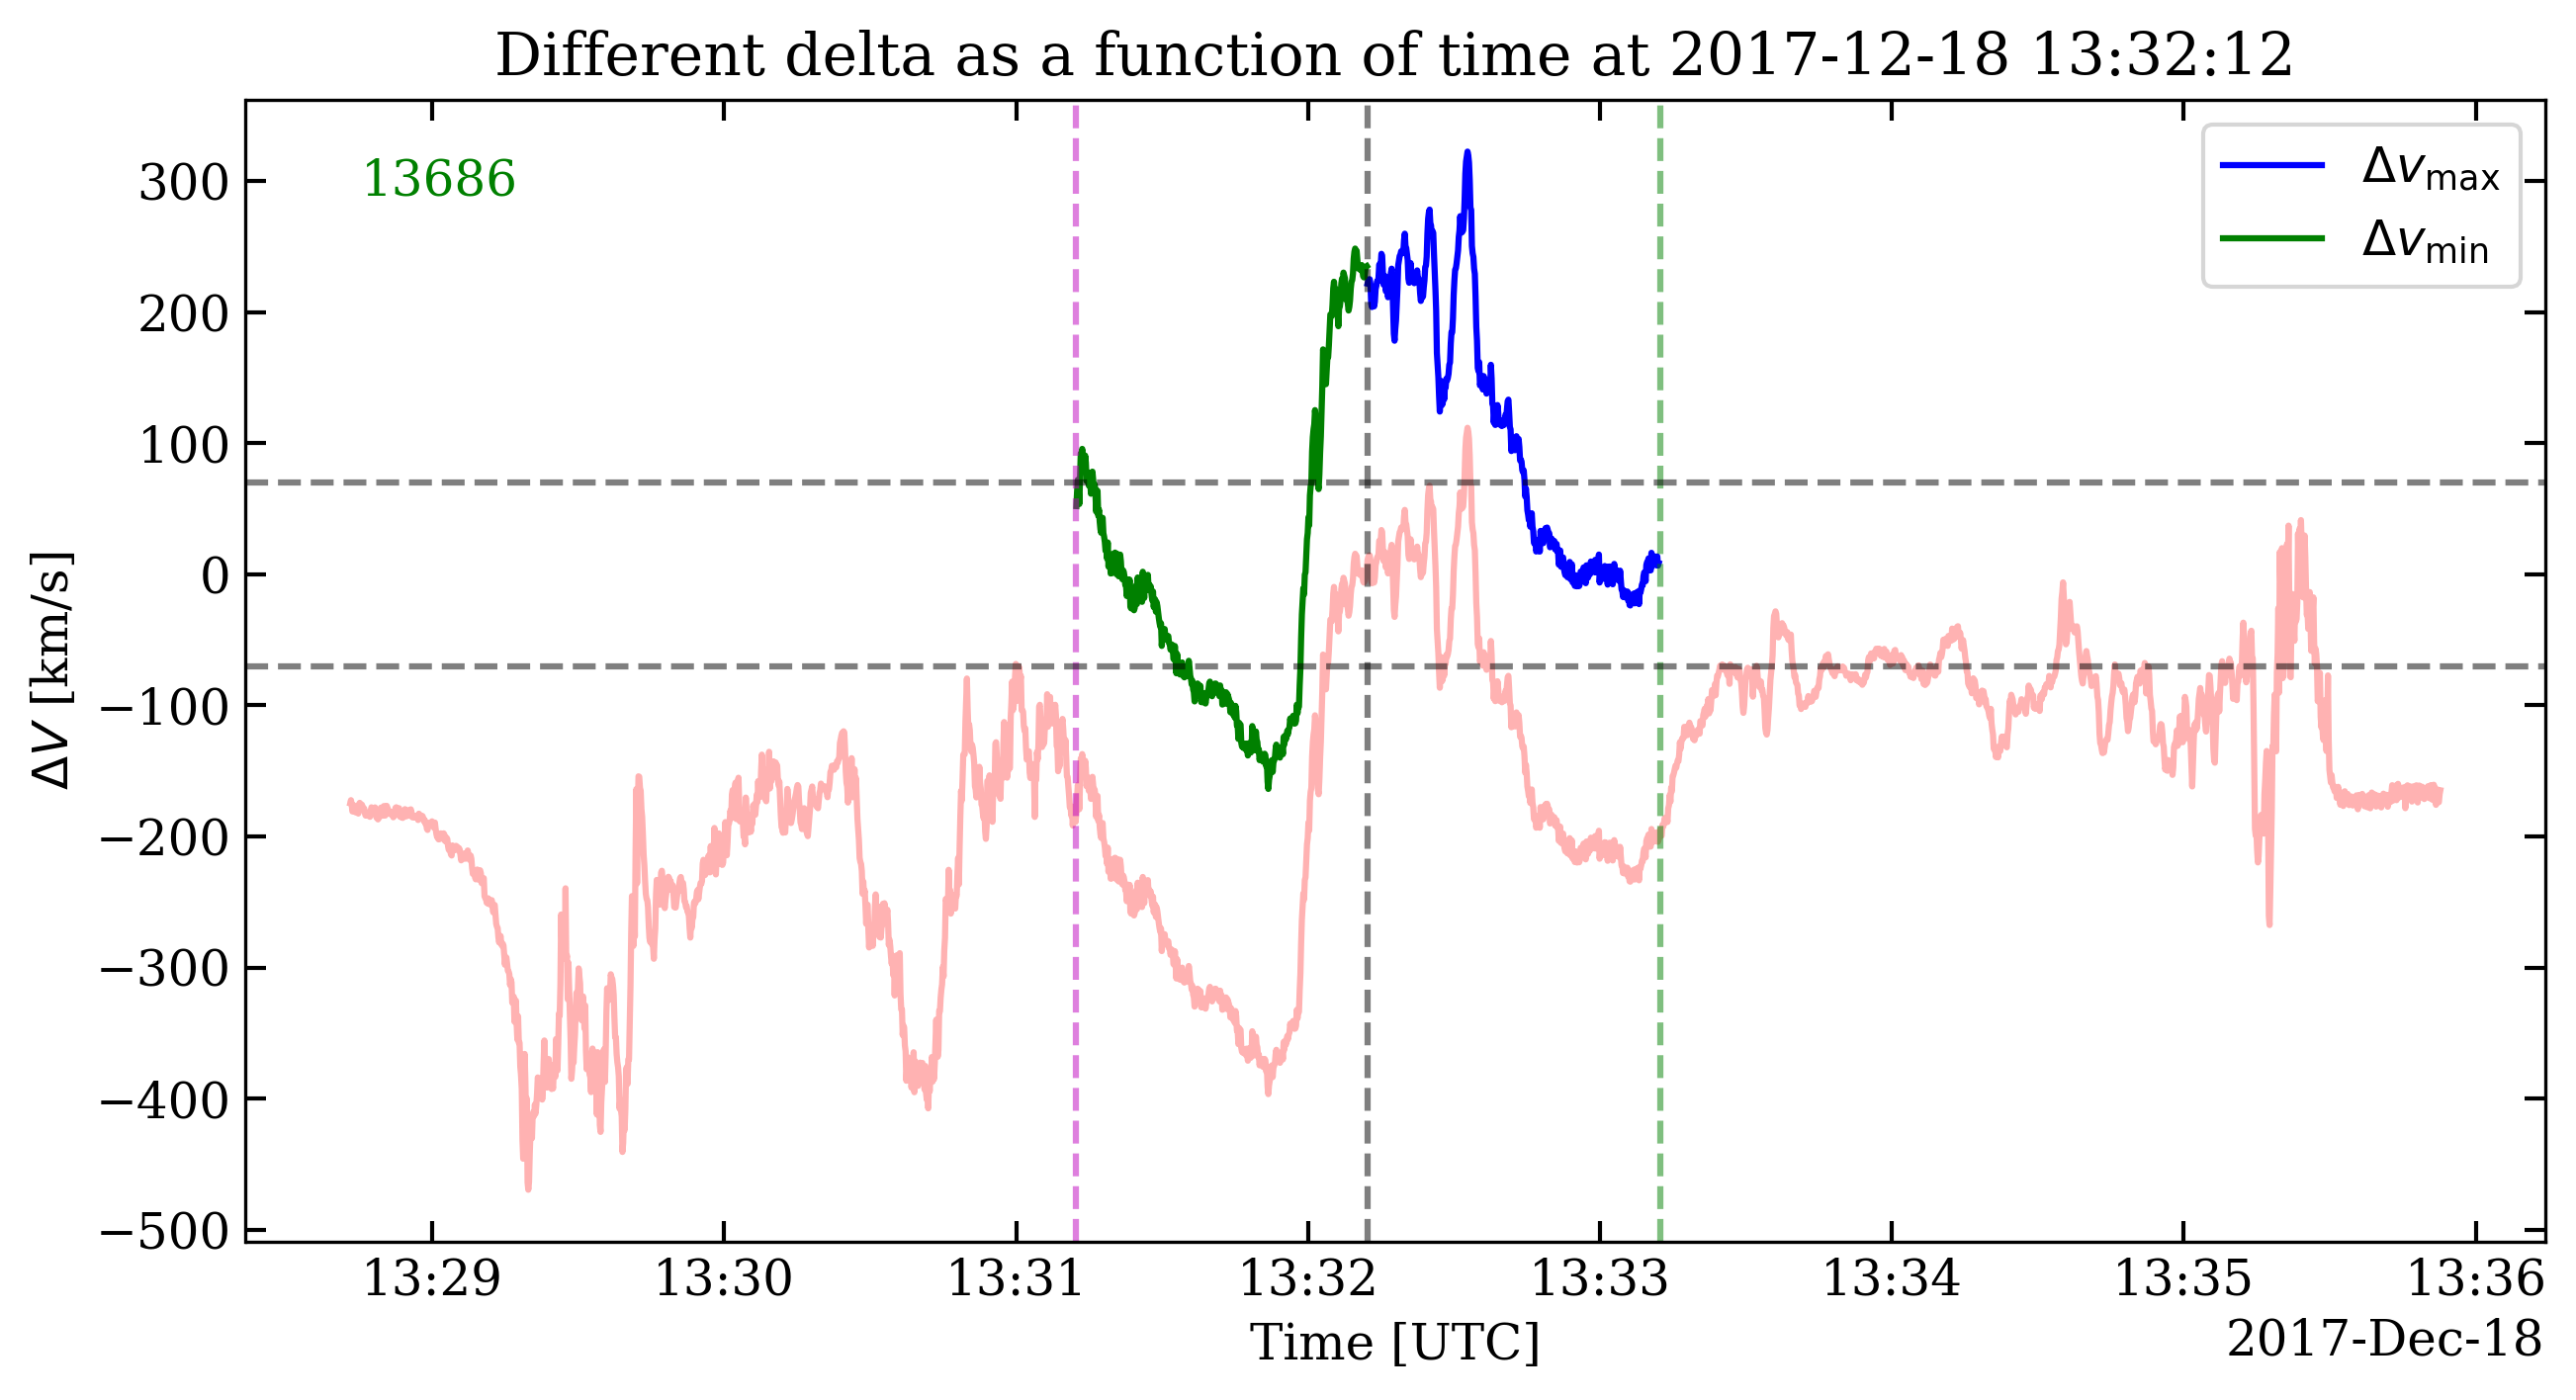 Different delta as a function of time at 2017-12-18 13:32:12
13686
Δv_max
Δv_min
300
200
100
0
−100
−200
−300
−400
−500
ΔV [km/s]
13:29 13:30 13:31 13:32 13:33 13:34 13:35 13:36
Time [UTC]
2017-Dec-18